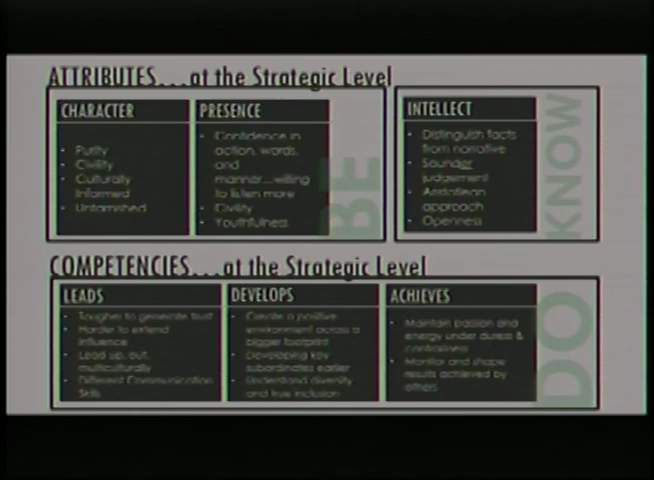 ATTRIBUTES...at the Strategic Level
CHARACTER
• Purity
• Civility
• Culturally
Informed
• Untarnished
PRESENCE
• Confidence in
action, words,
and
manner...willing
to listen more
• Civility
• Youthfulness
BE
INTELLECT
• Distinguish facts
from narrative
• Sounder
judgement
• Aristotlean
approach
• Openness
KNOW
COMPETENCIES...at the Strategic Level
LEADS
• Tougher to generate trust
• Harder to extend
influence
• Lead up, out,
multiculturally
• Different Communication
Skills
DEVELOPS
• Create a positive
environment across a
bigger footprint
• Developing key
subordinates earlier
• Understand diversity
and true inclusion
ACHIEVES
• Maintain passion and
energy under duress &
• Monitor and shape
results achieved by
others
DO